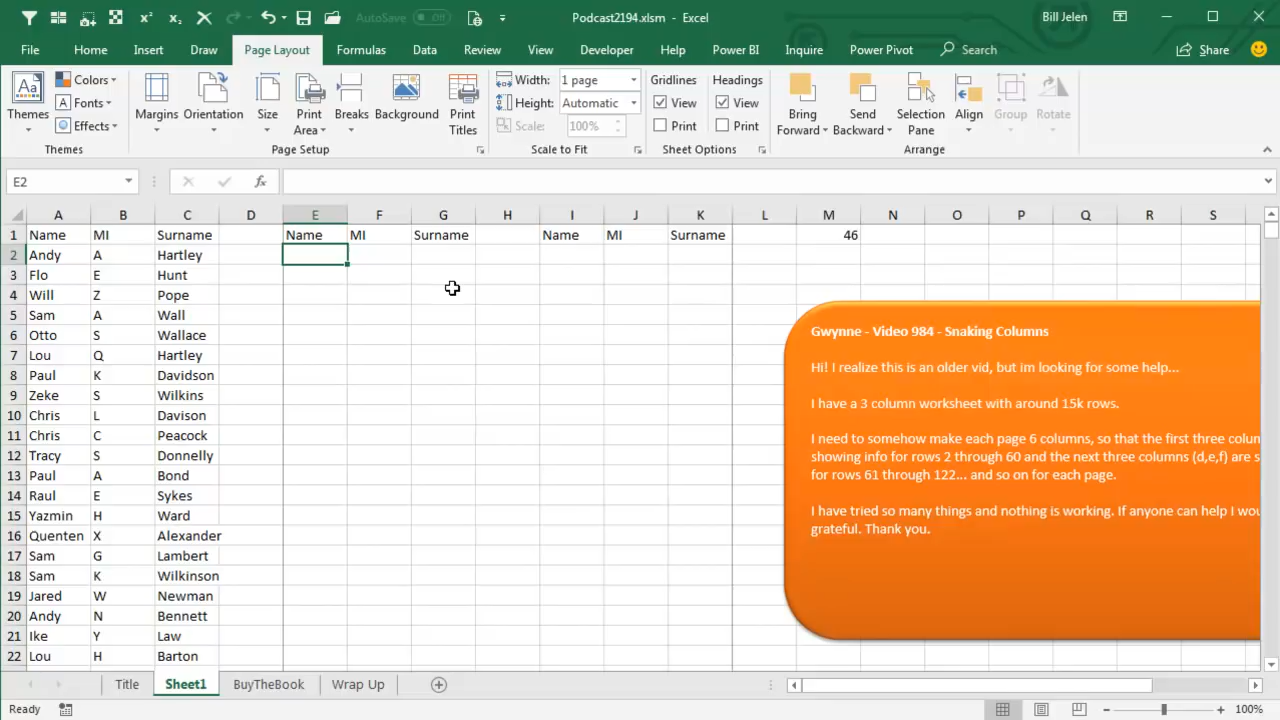 AutoSave Off Podcast2194.xlsm - Excel Bill Jelen
File Home Insert Draw Page Layout Formulas Data Review View Developer Help Power BI Inquire Power Pivot Search Share
Themes Colors Fonts Effects Margins Orientation Size Print Area Breaks Background Print Titles Width: 1 page Height: Automatic Scale: 100% Gridlines View Print Headings View Print Bring Forward Send Backward Selection Pane Align Group Rotate
Themes Page Setup Scale to Fit Sheet Options Arrange
E2 fx
A B C D E F G H I J K L M N O P Q R S
1 Name MI Surname Name MI Surname Name MI Surname 46
2 Andy A Hartley
3 Flo E Hunt
4 Will Z Pope
5 Sam A Wall
6 Otto S Wallace
7 Lou Q Hartley
8 Paul K Davidson
9 Zeke S Wilkins
10 Chris L Davison
11 Chris C Peacock
12 Tracy S Donnelly
13 Paul A Bond
14 Raul E Sykes
15 Yazmin H Ward
16 Quenten X Alexander
17 Sam G Lambert
18 Sam K Wilkinson
19 Jared W Newman
20 Andy N Bennett
21 Ike Y Law
22 Lou H Barton
Gwynne - Video 984 - Snaking Columns
Hi! I realize this is an older vid, but im looking for some help...
I have a 3 column worksheet with around 15k rows.
I need to somehow make each page 6 columns, so that the first three colun
showing info for rows 2 through 60 and the next three columns (d,e,f) are s
for rows 61 through 122... and so on for each page.
I have tried so many things and nothing is working. If anyone can help I wou
grateful. Thank you.
Title Sheet1 BuyTheBook Wrap Up
Ready 100%